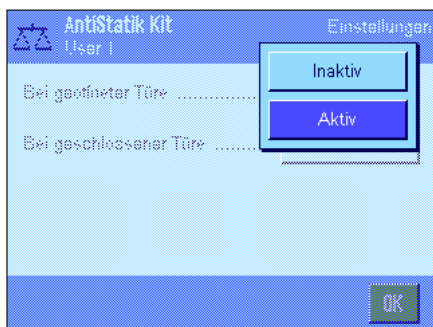 AntiStatik Kit
Einstellungen
User 1
Inaktiv
Bei geöffneter Türe ...............
Aktiv
Bei geschlossener Türe ........
OK